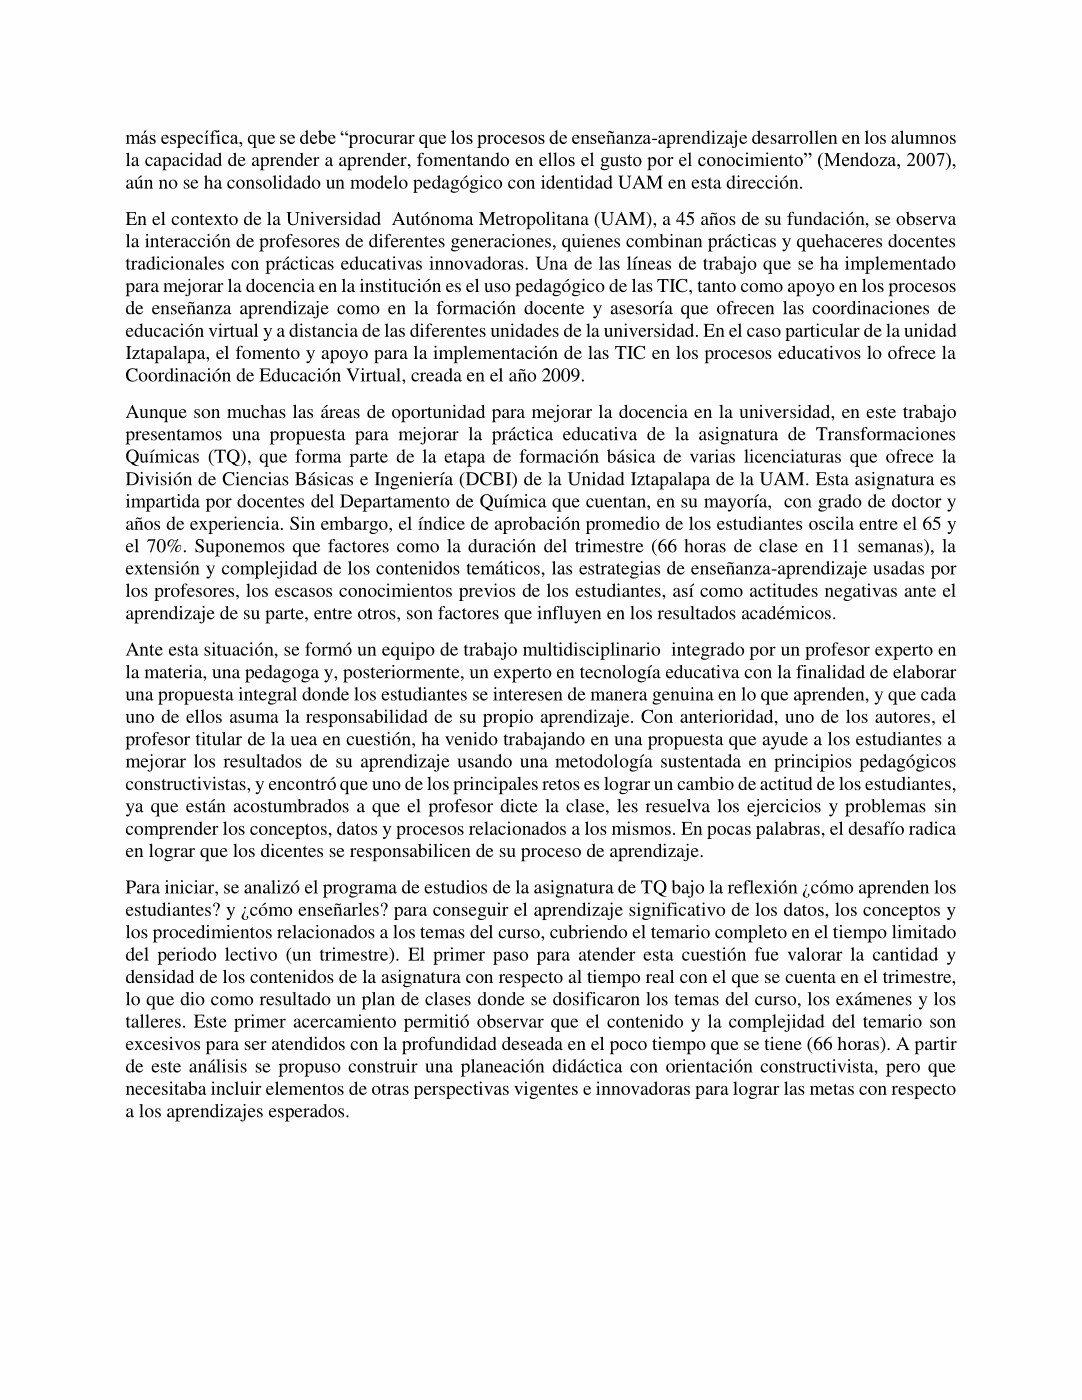 más específica, que se debe “procurar que los procesos de enseñanza-aprendizaje desarrollen en los alumnos
la capacidad de aprender a aprender, fomentando en ellos el gusto por el conocimiento” (Mendoza, 2007),
aún no se ha consolidado un modelo pedagógico con identidad UAM en esta dirección.
En el contexto de la Universidad  Autónoma Metropolitana (UAM), a 45 años de su fundación, se observa
la interacción de profesores de diferentes generaciones, quienes combinan prácticas y quehaceres docentes
tradicionales con prácticas educativas innovadoras. Una de las líneas de trabajo que se ha implementado
para mejorar la docencia en la institución es el uso pedagógico de las TIC, tanto como apoyo en los procesos
de enseñanza aprendizaje como en la formación docente y asesoría que ofrecen las coordinaciones de
educación virtual y a distancia de las diferentes unidades de la universidad. En el caso particular de la unidad
Iztapalapa, el fomento y apoyo para la implementación de las TIC en los procesos educativos lo ofrece la
Coordinación de Educación Virtual, creada en el año 2009.
Aunque son muchas las áreas de oportunidad para mejorar la docencia en la universidad, en este trabajo
presentamos una propuesta para mejorar la práctica educativa de la asignatura de Transformaciones
Químicas (TQ), que forma parte de la etapa de formación básica de varias licenciaturas que ofrece la
División de Ciencias Básicas e Ingeniería (DCBI) de la Unidad Iztapalapa de la UAM. Esta asignatura es
impartida por docentes del Departamento de Química que cuentan, en su mayoría,  con grado de doctor y
años de experiencia. Sin embargo, el índice de aprobación promedio de los estudiantes oscila entre el 65 y
el 70%. Suponemos que factores como la duración del trimestre (66 horas de clase en 11 semanas), la
extensión y complejidad de los contenidos temáticos, las estrategias de enseñanza-aprendizaje usadas por
los profesores, los escasos conocimientos previos de los estudiantes, así como actitudes negativas ante el
aprendizaje de su parte, entre otros, son factores que influyen en los resultados académicos.
Ante esta situación, se formó un equipo de trabajo multidisciplinario  integrado por un profesor experto en
la materia, una pedagoga y, posteriormente, un experto en tecnología educativa con la finalidad de elaborar
una propuesta integral donde los estudiantes se interesen de manera genuina en lo que aprenden, y que cada
uno de ellos asuma la responsabilidad de su propio aprendizaje. Con anterioridad, uno de los autores, el
profesor titular de la uea en cuestión, ha venido trabajando en una propuesta que ayude a los estudiantes a
mejorar los resultados de su aprendizaje usando una metodología sustentada en principios pedagógicos
constructivistas, y encontró que uno de los principales retos es lograr un cambio de actitud de los estudiantes,
ya que están acostumbrados a que el profesor dicte la clase, les resuelva los ejercicios y problemas sin
comprender los conceptos, datos y procesos relacionados a los mismos. En pocas palabras, el desafío radica
en lograr que los dicentes se responsabilicen de su proceso de aprendizaje.
Para iniciar, se analizó el programa de estudios de la asignatura de TQ bajo la reflexión ¿cómo aprenden los
estudiantes? y ¿cómo enseñarles? para conseguir el aprendizaje significativo de los datos, los conceptos y
los procedimientos relacionados a los temas del curso, cubriendo el temario completo en el tiempo limitado
del periodo lectivo (un trimestre). El primer paso para atender esta cuestión fue valorar la cantidad y
densidad de los contenidos de la asignatura con respecto al tiempo real con el que se cuenta en el trimestre,
lo que dio como resultado un plan de clases donde se dosificaron los temas del curso, los exámenes y los
talleres. Este primer acercamiento permitió observar que el contenido y la complejidad del temario son
excesivos para ser atendidos con la profundidad deseada en el poco tiempo que se tiene (66 horas). A partir
de este análisis se propuso construir una planeación didáctica con orientación constructivista, pero que
necesitaba incluir elementos de otras perspectivas vigentes e innovadoras para lograr las metas con respecto
a los aprendizajes esperados.